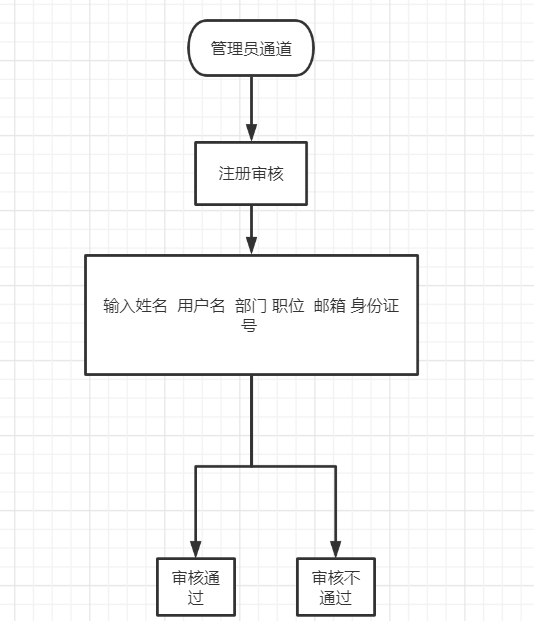 管理员通道
注册审核
输入姓名 用户名 部门 职位 邮箱 身份证
号
审核通
过
审核不
通过